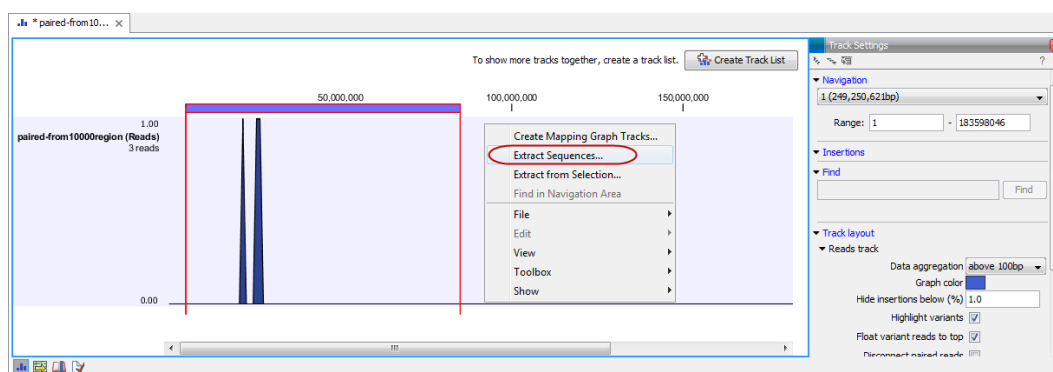 * paired-from10...
To show more tracks together, create a track list.
Create Track List
50,000,000
100,000,000
150,000,000
1.00
paired-from10000region (Reads)
3 reads
0.00
Create Mapping Graph Tracks...
Extract Sequences...
Extract from Selection...
Find in Navigation Area
File
Edit
View
Toolbox
Show
Track Settings
?
Navigation
1 (249,250,621bp)
Range: 1 - 183598046
Insertions
Find
Find
Track layout
Reads track
Data aggregation above 100bp
Graph color
Hide insertions below (%) 1.0
Highlight variants
Float variant reads to top
Disconnect paired reads